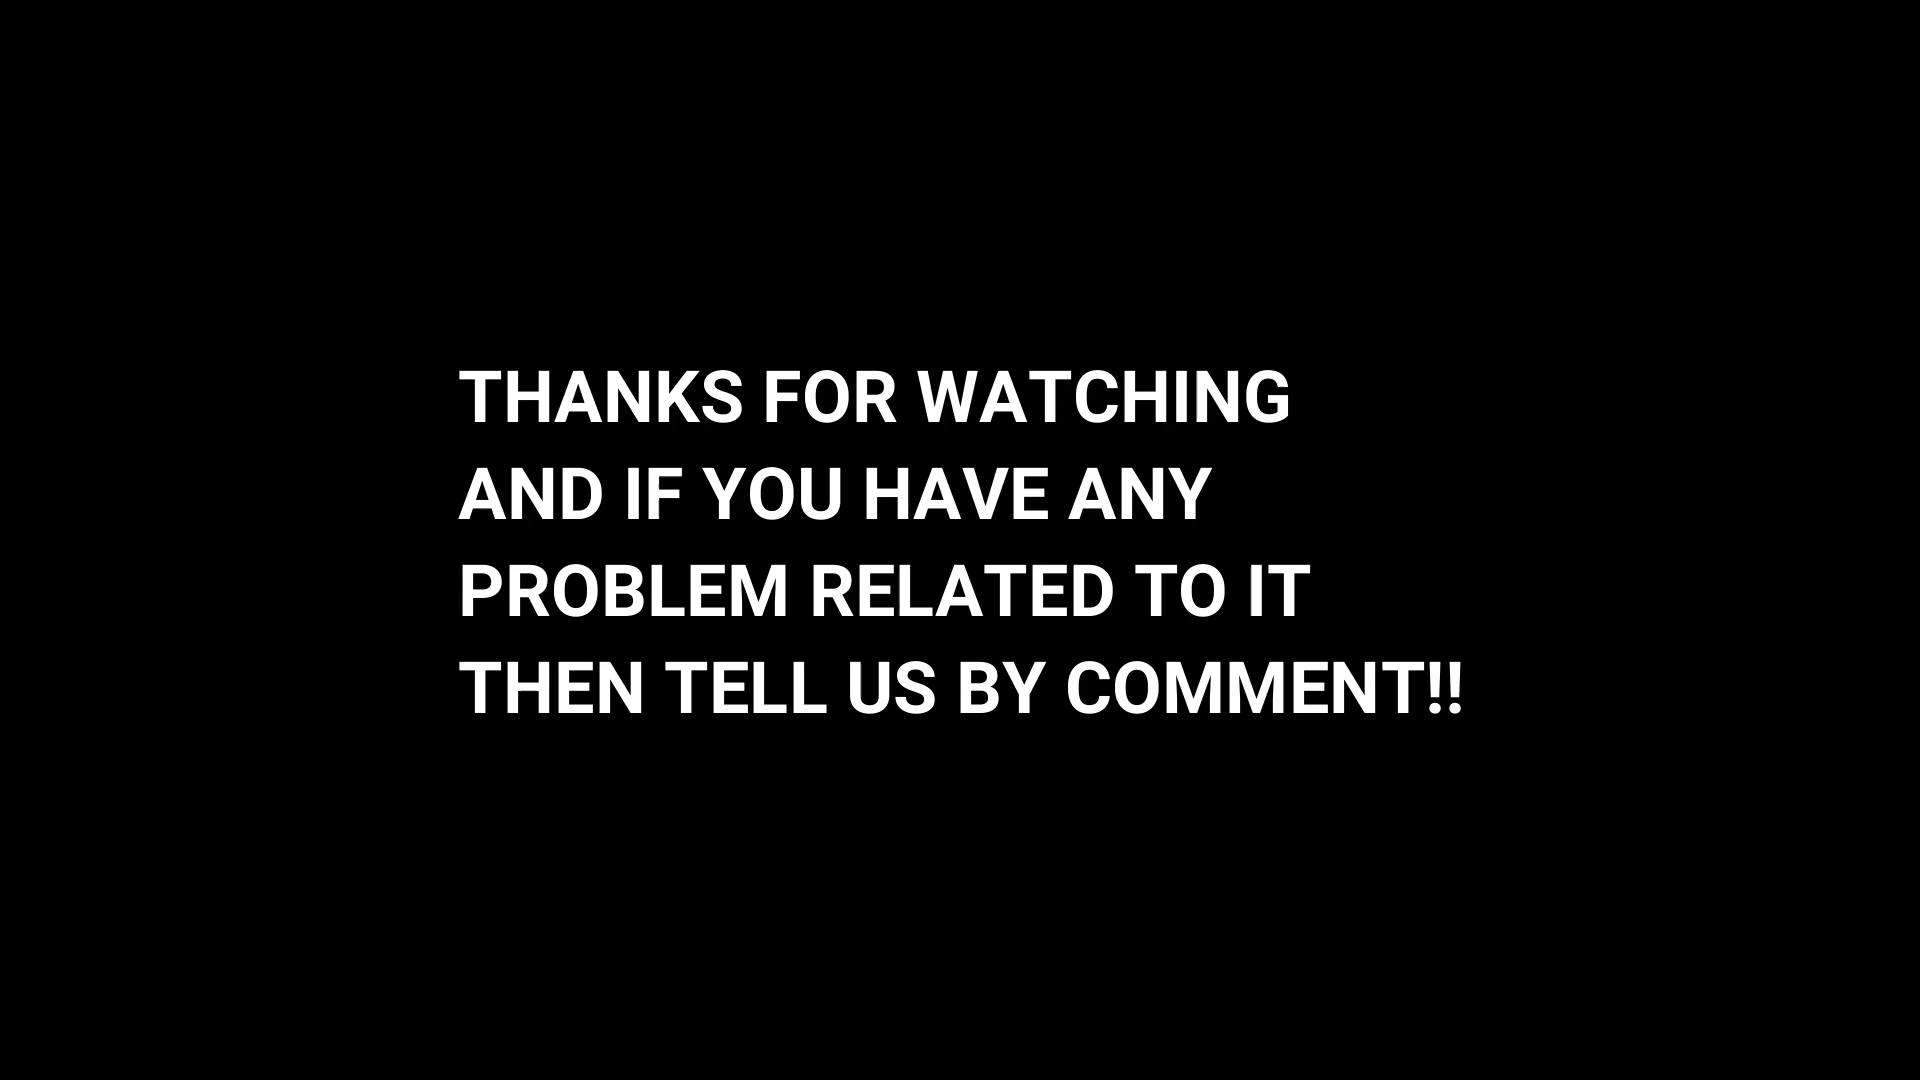 THANKS FOR WATCHING
AND IF YOU HAVE ANY
PROBLEM RELATED TO IT
THEN TELL US BY COMMENT!!